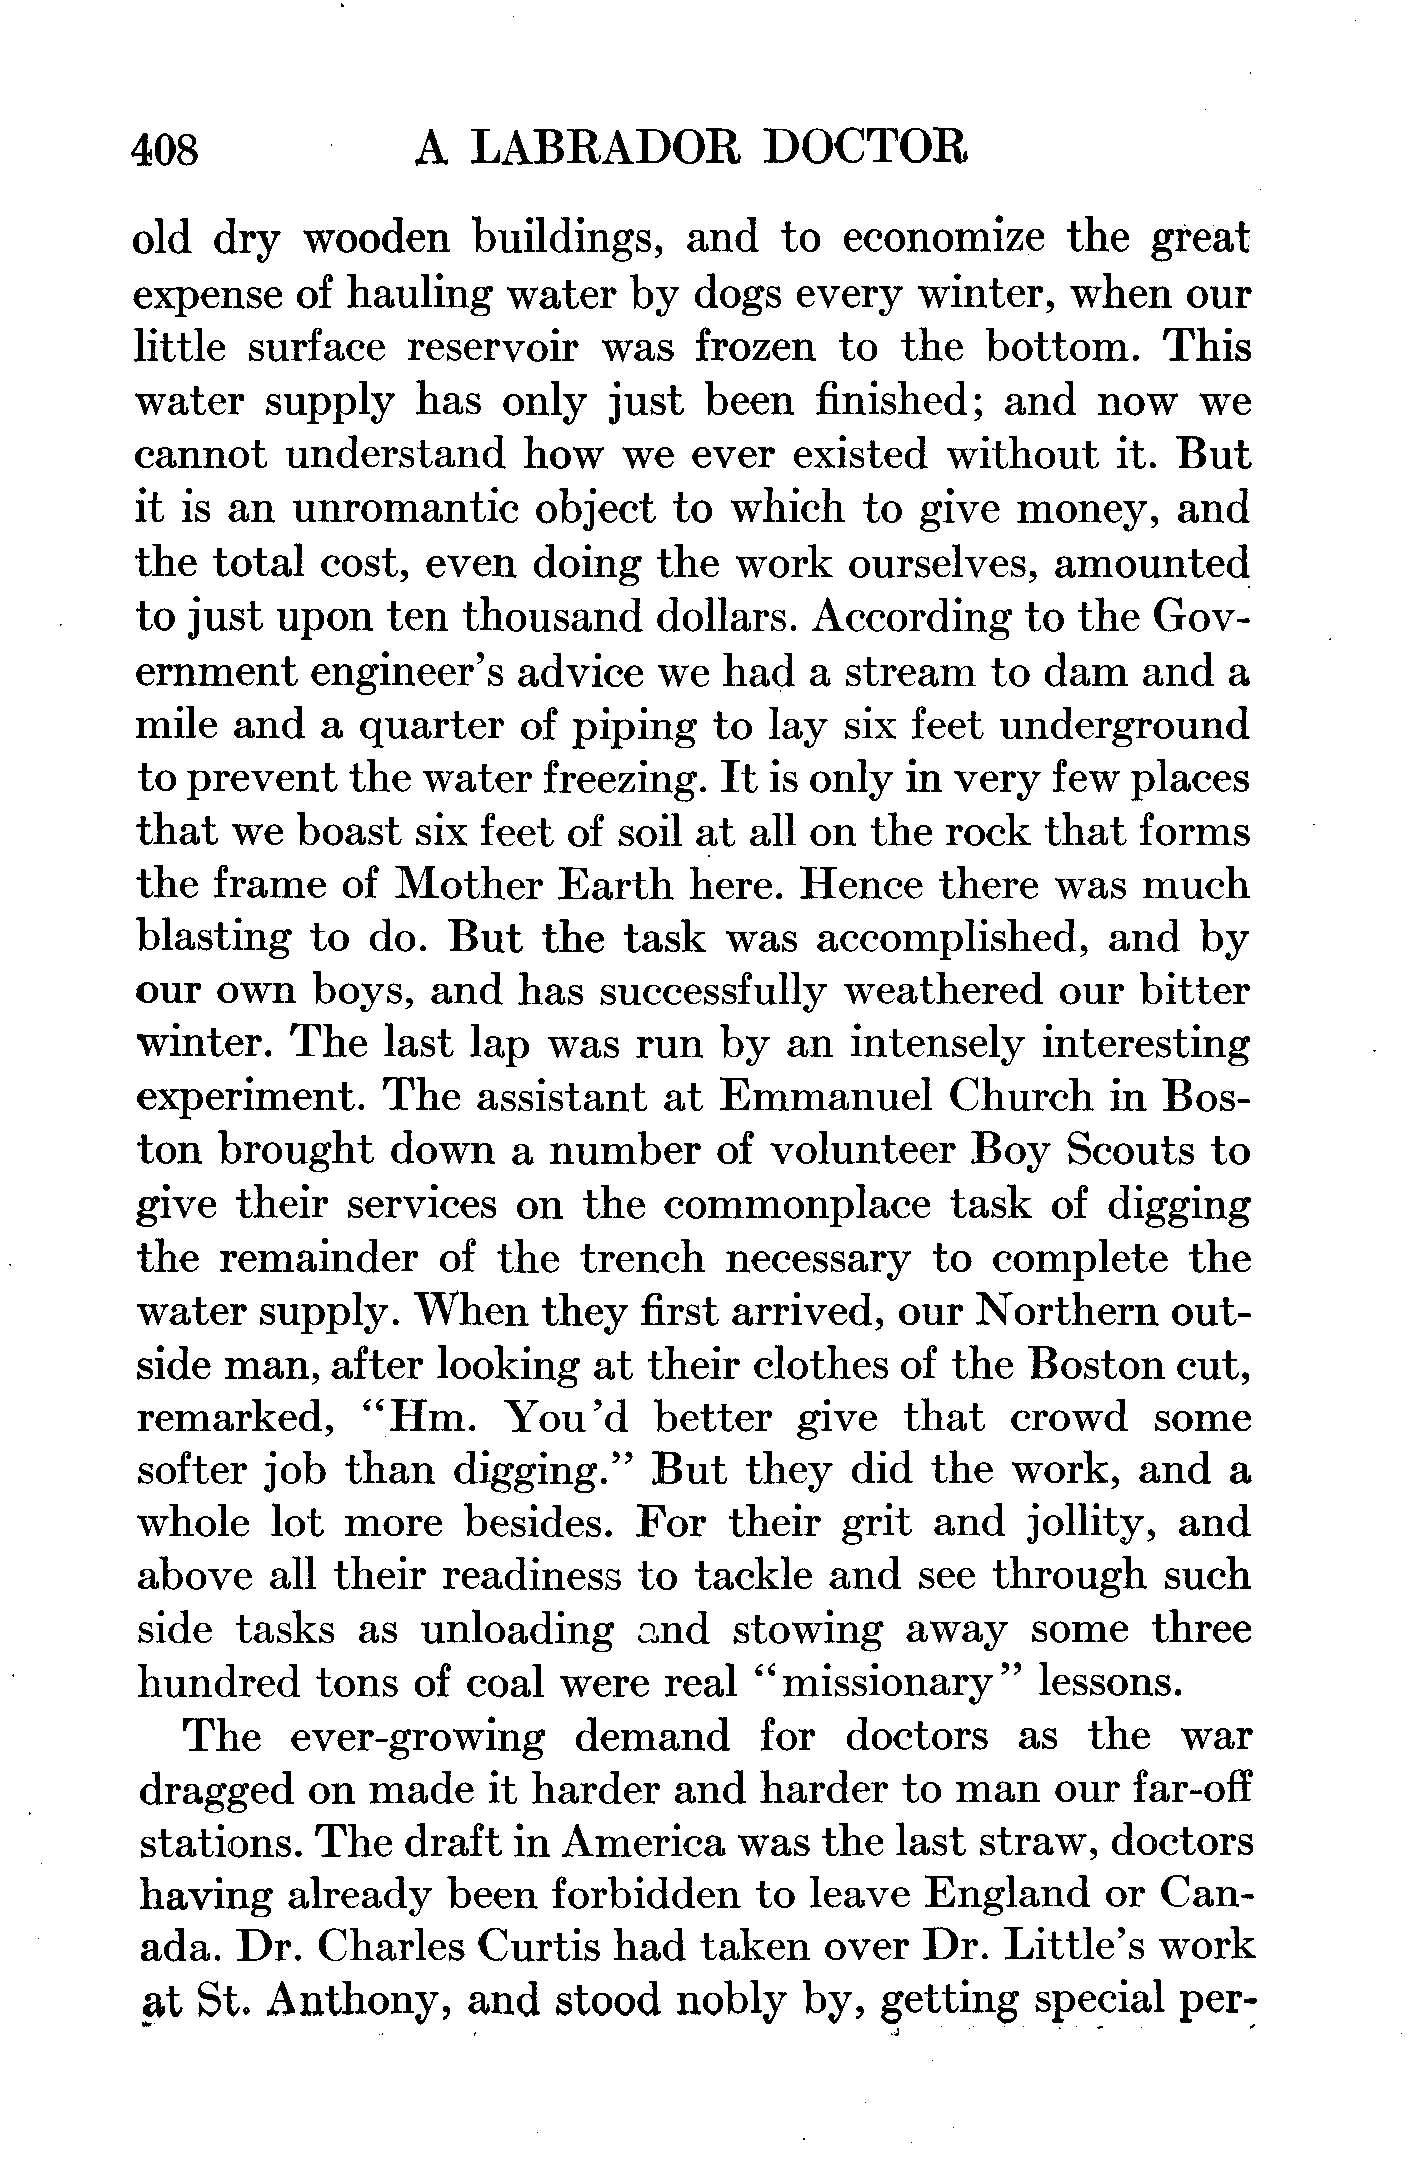 408 A LABRADOR DOCTOR
old dry wooden buildings, and to economize the great
expense of hauling water by dogs every winter, when our
little surface reservoir was frozen to the bottom. This
water supply has only just been finished; and now we
cannot understand how we ever existed without it. But
it is an unromantic object to which to give money, and
the total cost, even doing the work ourselves, amounted
to just upon ten thousand dollars. According to the Gov-
ernment engineer's advice we had a stream to dam and a
mile and a quarter of piping to lay six feet underground
to prevent the water freezing. It is only in very few places
that we boast six feet of soil at all on the rock that forms
the frame of Mother Earth here. Hence there was much
blasting to do. But the task was accomplished, and by
our own boys, and has successfully weathered our bitter
winter. The last lap was run by an intensely interesting
experiment. The assistant at Emmanuel Church in Bos-
ton brought down a number of volunteer Boy Scouts to
give their services on the commonplace task of digging
the remainder of the trench necessary to complete the
water supply. When they first arrived, our Northern out-
side man, after looking at their clothes of the Boston cut,
remarked, "Hm. You'd better give that crowd some
softer job than digging." But they did the work, and a
whole lot more besides. For their grit and jollity, and
above all their readiness to tackle and see through such
side tasks as unloading and stowing away some three
hundred tons of coal were real "missionary" lessons.
The ever-growing demand for doctors as the war
dragged on made it harder and harder to man our far-off
stations. The draft in America was the last straw, doctors
having already been forbidden to leave England or Can-
ada. Dr. Charles Curtis had taken over Dr. Little's work
at St. Anthony, and stood nobly by, getting special per-